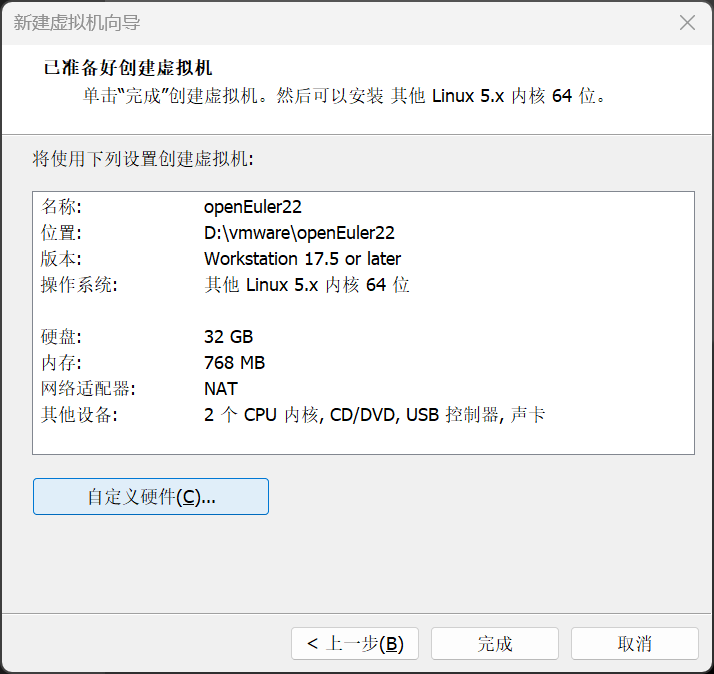 新建虚拟机向导
已准备好创建虚拟机
单击“完成”创建虚拟机。然后可以安装 其他 Linux 5.x 内核 64 位。
将使用下列设置创建虚拟机:
名称: openEuler22
位置: D:\vmware\openEuler22
版本: Workstation 17.5 or later
操作系统: 其他 Linux 5.x 内核 64 位
硬盘: 32 GB
内存: 768 MB
网络适配器: NAT
其他设备: 2 个 CPU 内核, CD/DVD, USB 控制器, 声卡
自定义硬件(C)...
< 上一步(B) 完成 取消